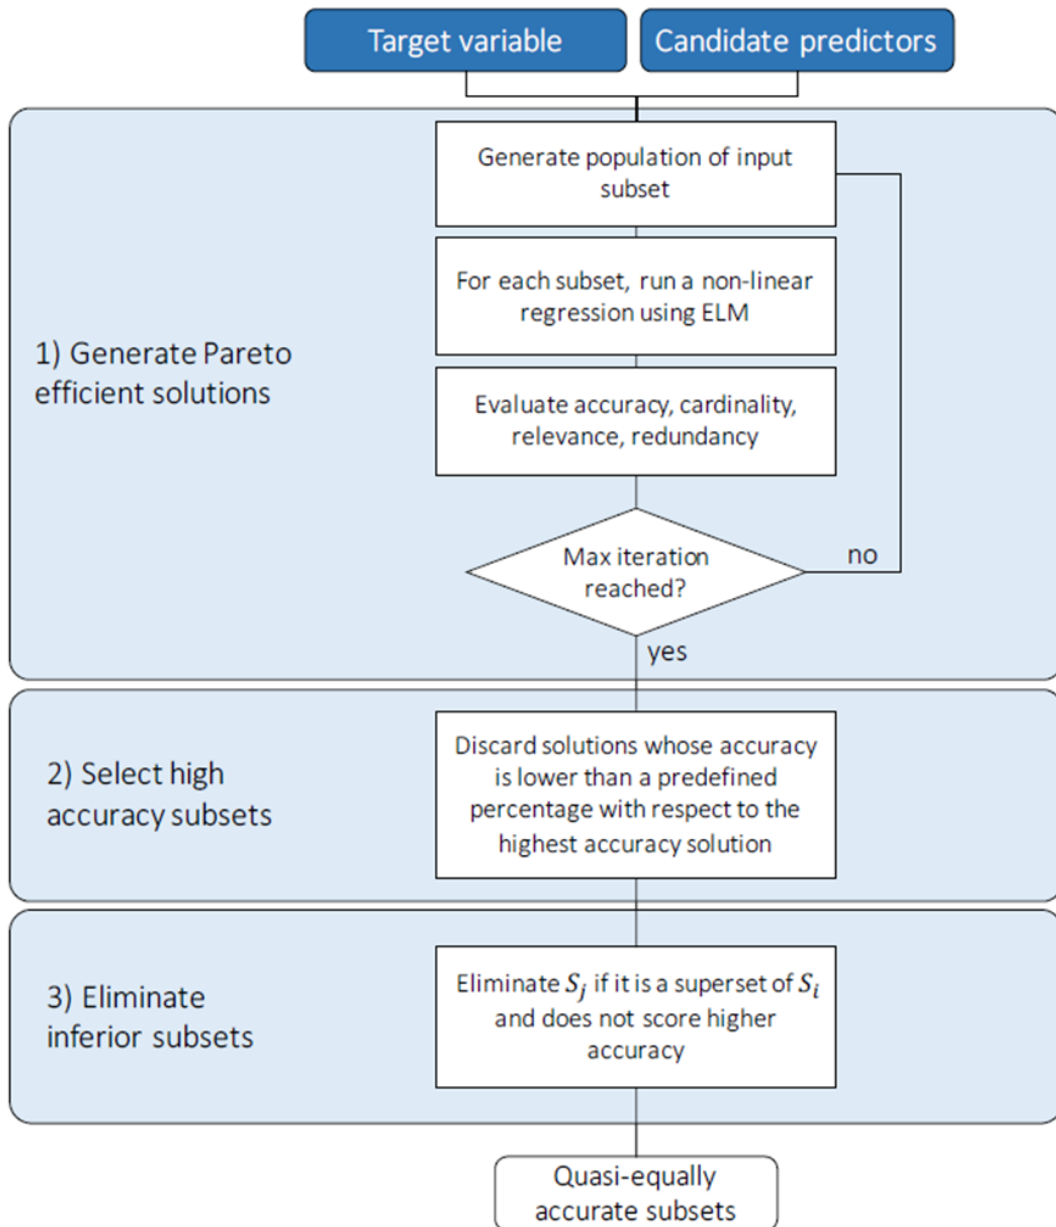 Target variable
Candidate predictors
Generate population of input
subset
For each subset, run a non-linear
regression using ELM
1) Generate Pareto
efficient solutions
Evaluate accuracy, cardinality,
relevance, redundancy
Max iteration
reached?
no
yes
2) Select high
accuracy subsets
Discard solutions whose accuracy
is lower than a predefined
percentage with respect to the
highest accuracy solution
3) Eliminate
inferior subsets
Eliminate S_j if it is a superset of S_i
and does not score higher
accuracy
Quasi-equally
accurate subsets